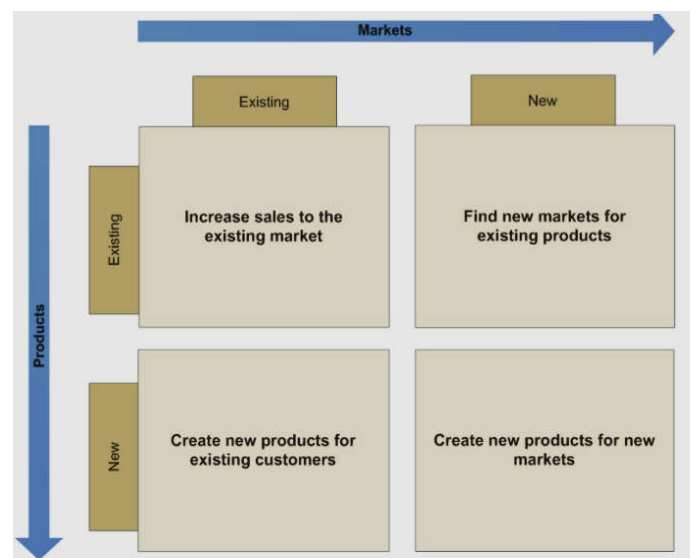 Markets
Existing
New
Products
Existing
Increase sales to the
existing market
Find new markets for
existing products
New
Create new products for
existing customers
Create new products for new
markets